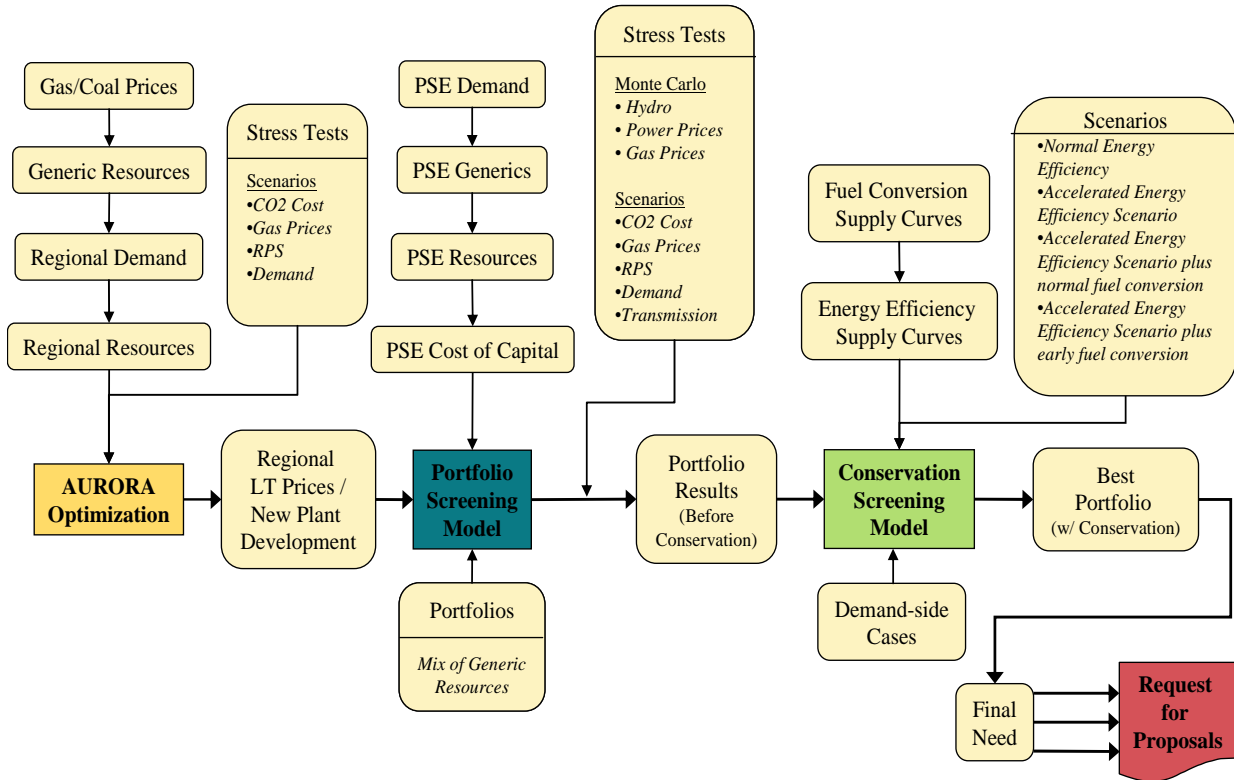 Gas/Coal Prices
Generic Resources
Regional Demand
Regional Resources
Stress Tests
Scenarios
•CO2 Cost
•Gas Prices
•RPS
•Demand
PSE Demand
PSE Generics
PSE Resources
PSE Cost of Capital
Stress Tests
Monte Carlo
• Hydro
• Power Prices
• Gas Prices
Scenarios
•CO2 Cost
•Gas Prices
•RPS
•Demand
•Transmission
Fuel Conversion
Supply Curves
Energy Efficiency
Supply Curves
Scenarios
•Normal Energy
Efficiency
•Accelerated Energy
Efficiency Scenario
•Accelerated Energy
Efficiency Scenario plus
normal fuel conversion
•Accelerated Energy
Efficiency Scenario plus
early fuel conversion
AURORA
Optimization
Regional
LT Prices /
New Plant
Development
Portfolio
Screening
Model
Portfolio
Results
(Before
Conservation)
Conservation
Screening
Model
Best
Portfolio
(w/ Conservation)
Portfolios
Mix of Generic
Resources
Demand-side
Cases
Final
Need
Request
for
Proposals